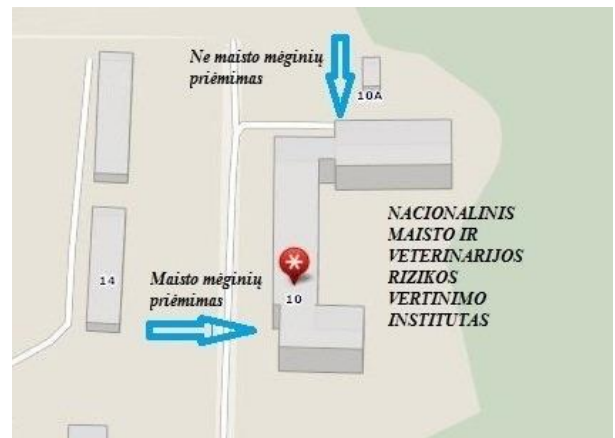 Ne maisto mėginių
priėmimas
10A
NACIONALINIS
MAISTO IR
VETERINARIJOS
RIZIKOS
VERTINIMO
INSTITUTAS
14
Maisto mėginių
priėmimas
10